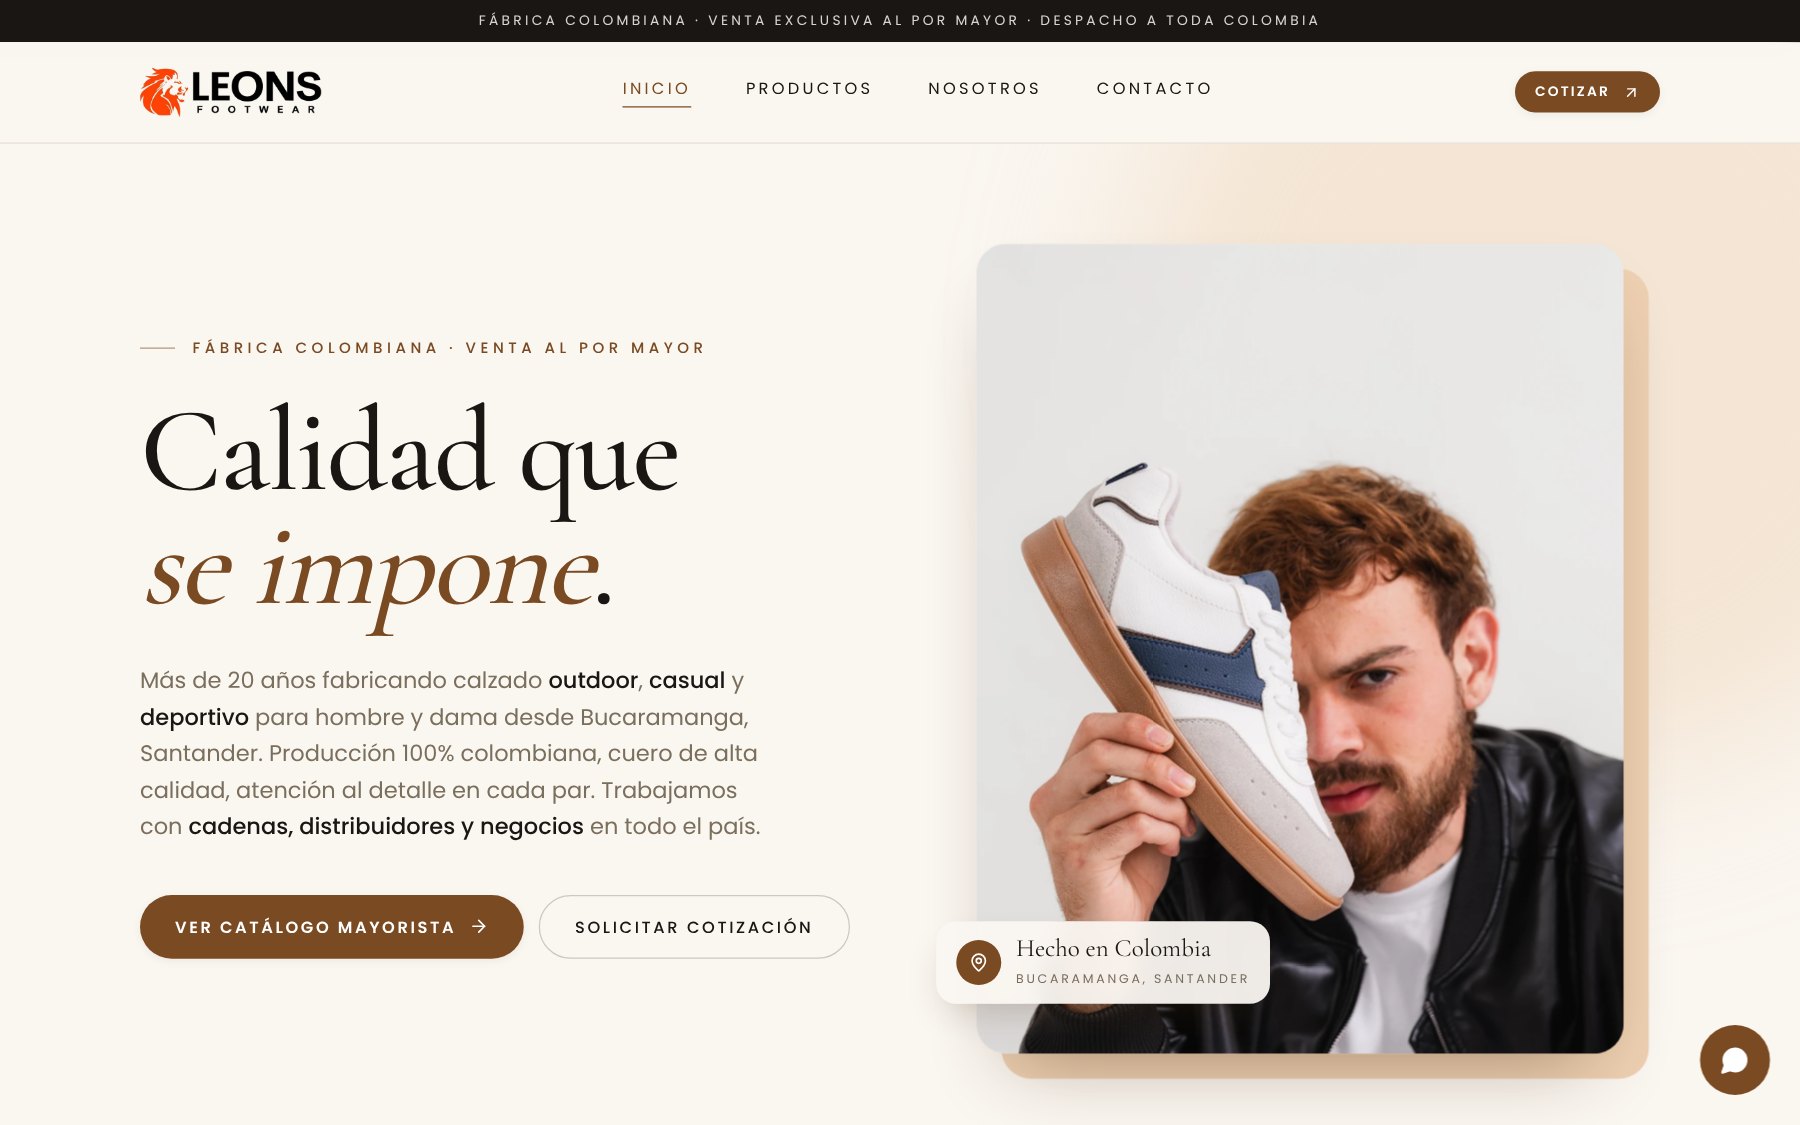 FÁBRICA COLOMBIANA · VENTA EXCLUSIVA AL POR MAYOR · DESPACHO A TODA COLOMBIA
LEONS
FOOTWEAR
INICIO
PRODUCTOS
NOSOTROS
CONTACTO
COTIZAR
FÁBRICA COLOMBIANA · VENTA AL POR MAYOR
Calidad que
se impone.
Más de 20 años fabricando calzado outdoor, casual y
deportivo para hombre y dama desde Bucaramanga,
Santander. Producción 100% colombiana, cuero de alta
calidad, atención al detalle en cada par. Trabajamos
con cadenas, distribuidores y negocios en todo el país.
VER CATÁLOGO MAYORISTA
SOLICITAR COTIZACIÓN
Hecho en Colombia
BUCARAMANGA, SANTANDER